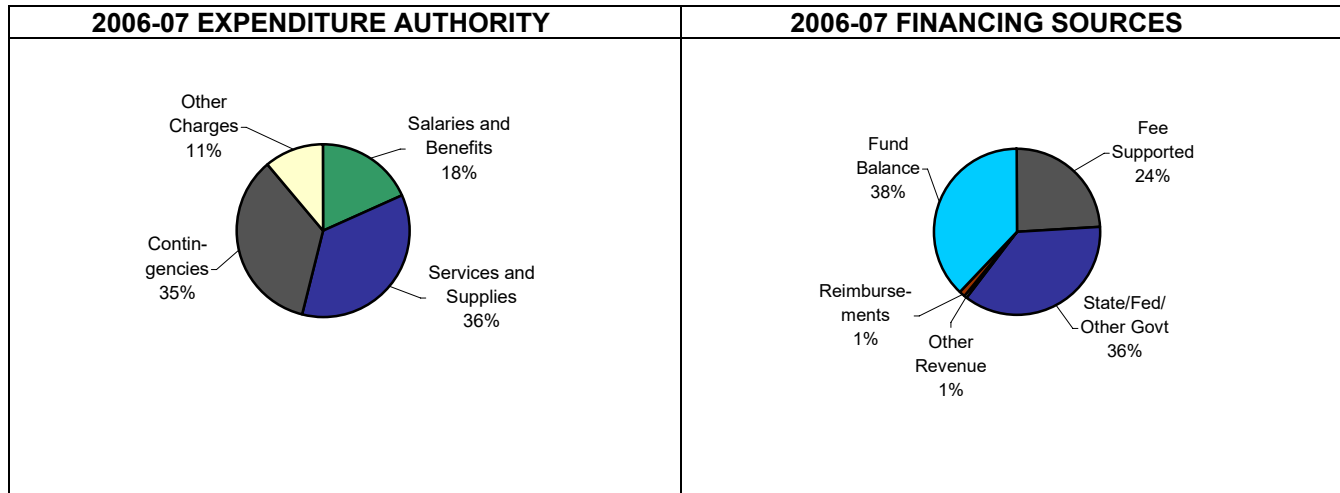 2006-07 EXPENDITURE AUTHORITY
Other
Charges
11%
Salaries and
Benefits
18%
Contin-
gencies
35%
Services and
Supplies
36%
2006-07 FINANCING SOURCES
Fund
Balance
38%
Fee
Supported
24%
Reimburse-
ments
1%
Other
Revenue
1%
State/Fed/
Other Govt
36%